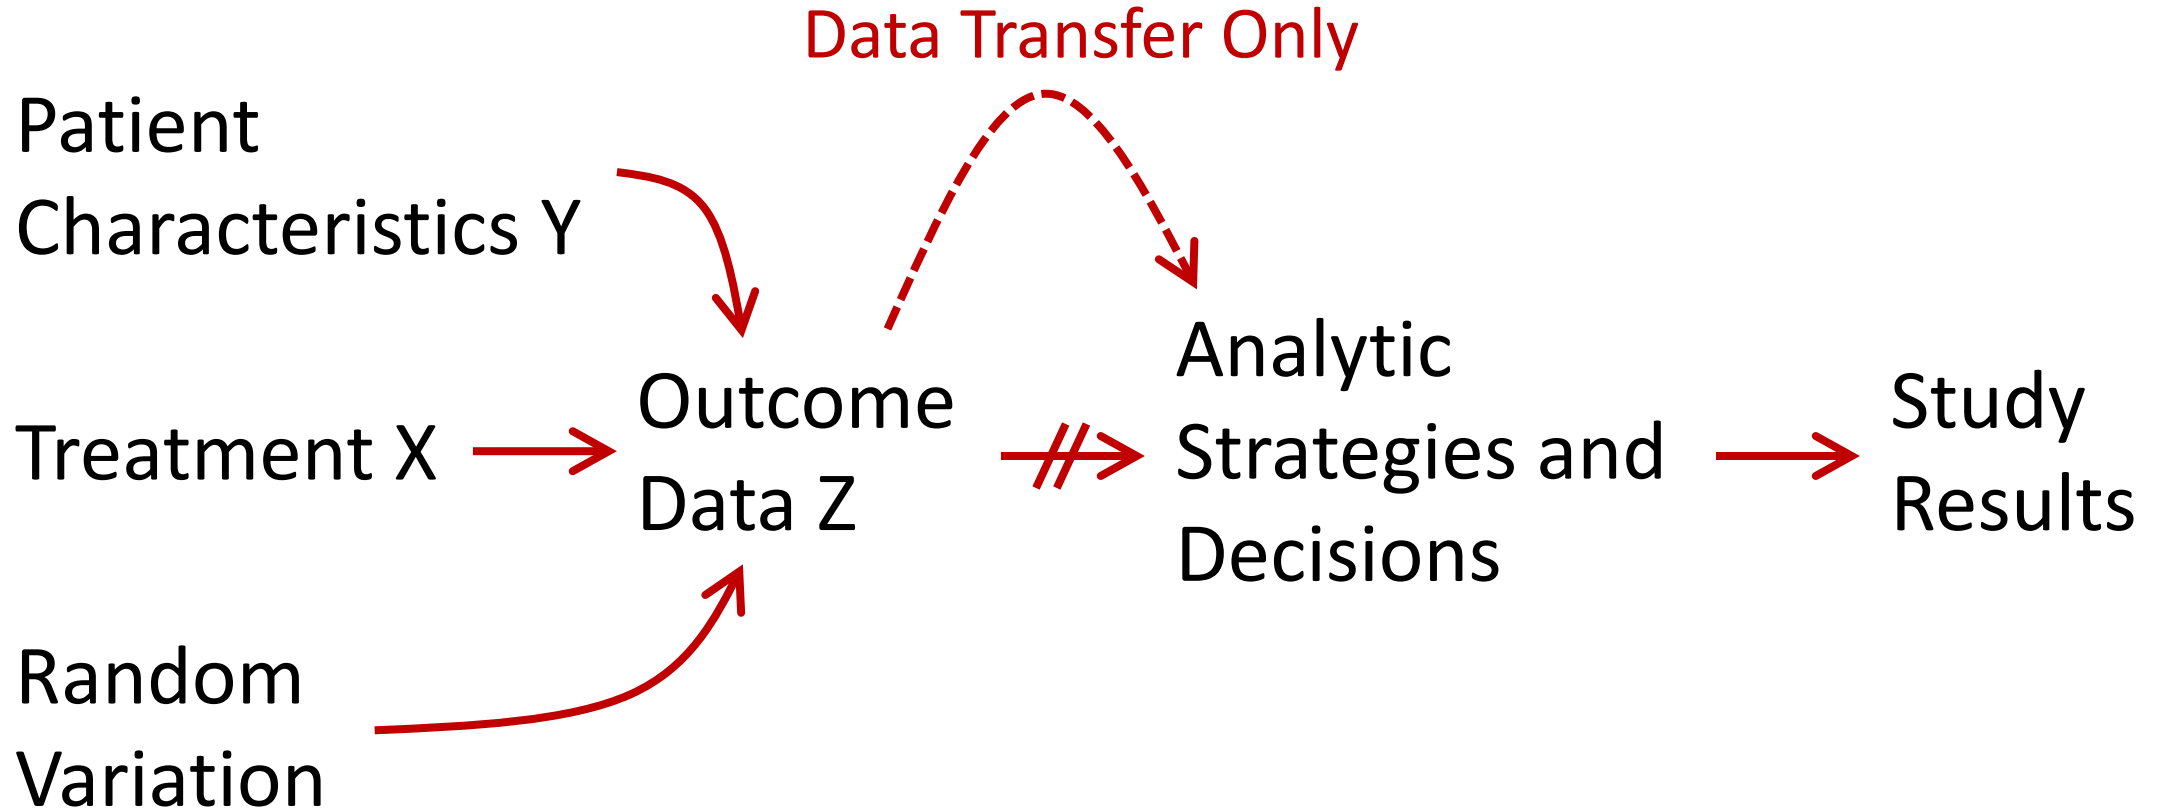 Data Transfer Only
Patient
Characteristics Y
Treatment X
Random
Variation
Outcome
Data Z
Analytic
Strategies and
Decisions
Study
Results